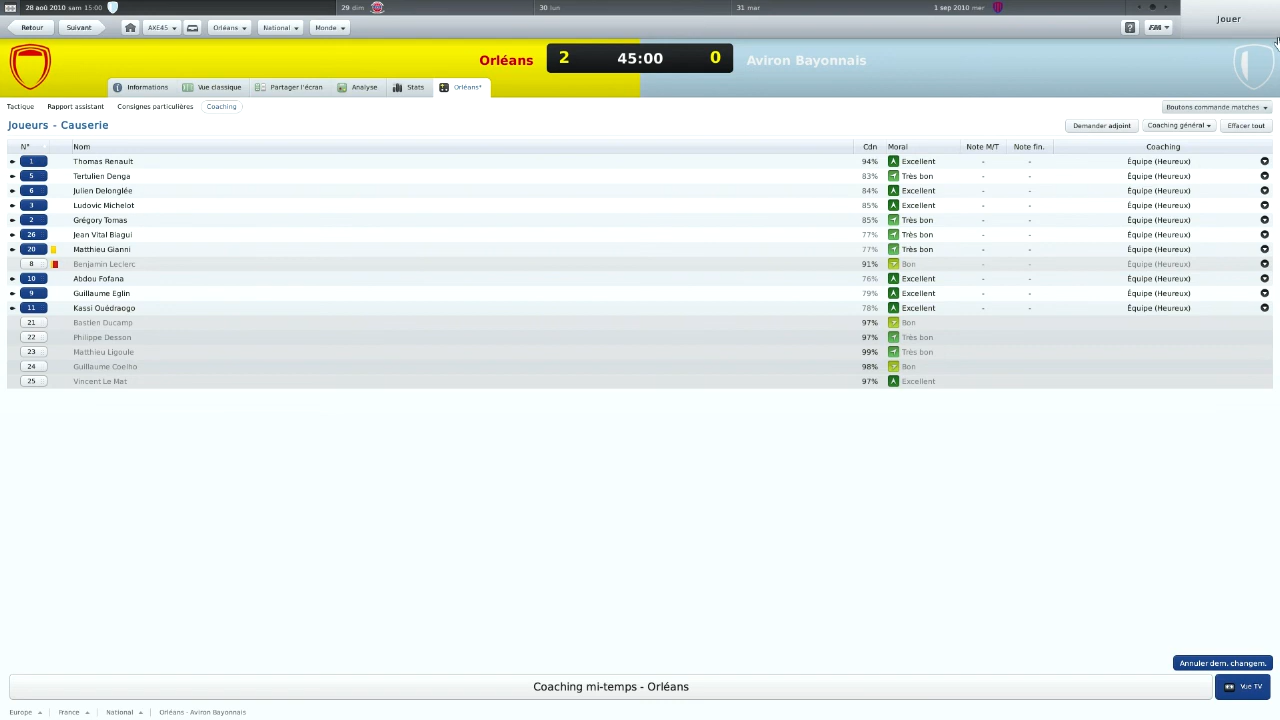 28 aoû 2010 sam 15:00 29 dim 30 lun 31 mar 1 sep 2010 mer
Retour Suivant AXE45 Orléans National Monde ? FM Jouer
Orléans 2 45:00 0 Aviron Bayonnais
Informations Vue classique Partager l'écran Analyse Stats Orléans*
Tactique Rapport assistant Consignes particulières Coaching Boutons commande matches
Joueurs - Causerie Demander adjoint Coaching général Effacer tout
N° Nom Cdn Moral Note M/T Note fin. Coaching
1 Thomas Renault 94% Excellent - - Équipe (Heureux)
5 Tertulien Denga 83% Très bon - - Équipe (Heureux)
6 Julien Delonglée 84% Excellent - - Équipe (Heureux)
3 Ludovic Michelot 85% Excellent - - Équipe (Heureux)
2 Grégory Tomas 85% Très bon - - Équipe (Heureux)
26 Jean Vital Biagui 77% Très bon - - Équipe (Heureux)
20 Matthieu Gianni 77% Très bon - - Équipe (Heureux)
8 Benjamin Leclerc 91% Bon - - Équipe (Heureux)
10 Abdou Fofana 76% Excellent - - Équipe (Heureux)
9 Guillaume Eglin 79% Excellent - - Équipe (Heureux)
11 Kassi Ouédraogo 78% Excellent - - Équipe (Heureux)
21 Bastien Ducamp 97% Bon
22 Philippe Desson 97% Très bon
23 Matthieu Ligoule 99% Très bon
24 Guillaume Coelho 98% Bon
25 Vincent Le Mat 97% Excellent
Annuler dem. changem.
Coaching mi-temps - Orléans Vue TV
Europe France National Orléans - Aviron Bayonnais